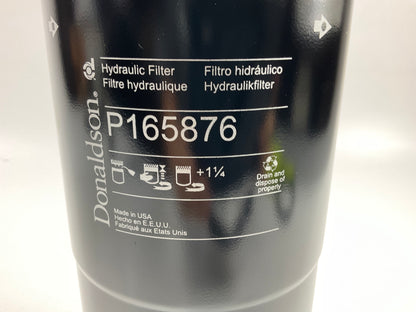 Donaldson®
Hydraulic Filter Filtro hidráulico
Filtre hydraulique Hydraulikfilter
P165876
+1¼
Drain and
dispose of
properly
Made in USA
Hecho en E.E.U.U.
Fabriqué aux Etats Unis